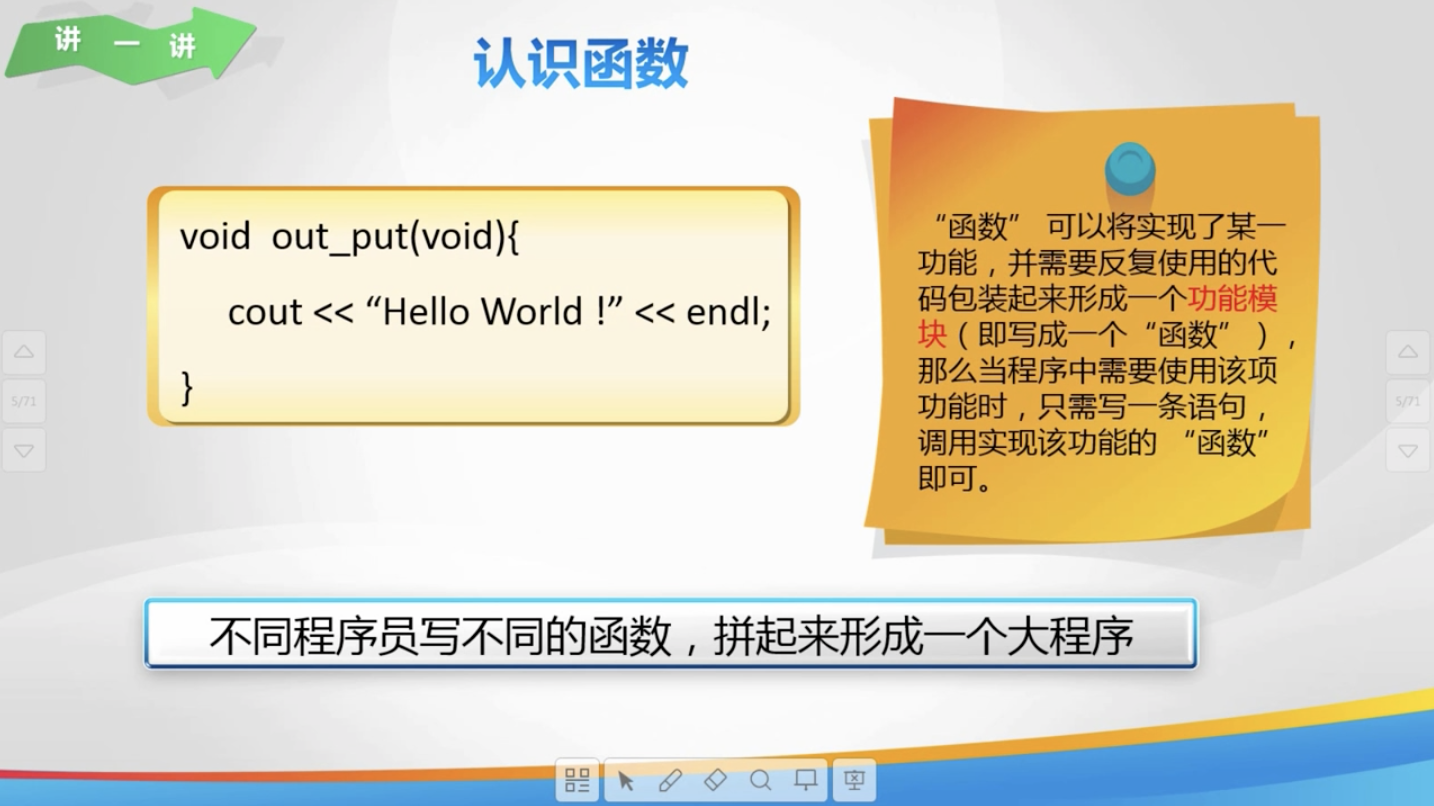 讲一讲
认识函数
void out_put(void){
cout << “Hello World !” << endl;
}
“函数” 可以将实现了某一
功能，并需要反复使用的代
码包装起来形成一个功能模
块（即写成一个“函数” ），
那么当程序中需要使用该项
功能时，只需写一条语句，
调用实现该功能的 “函数”
即可。
5/71
5/71
不同程序员写不同的函数，拼起来形成一个大程序